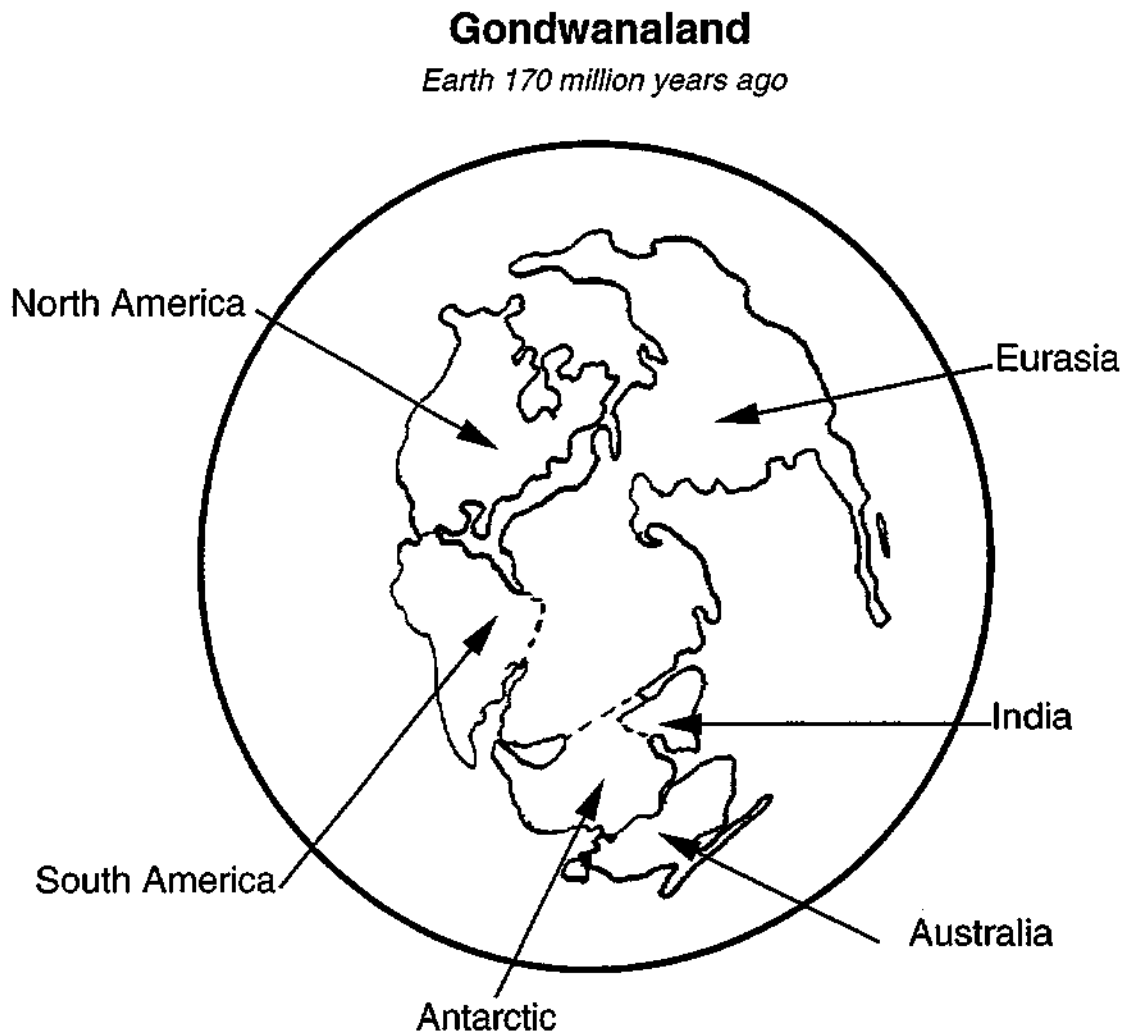 Gondwanaland
Earth 170 million years ago
North America
Eurasia
India
South America
Australia
Antarctic